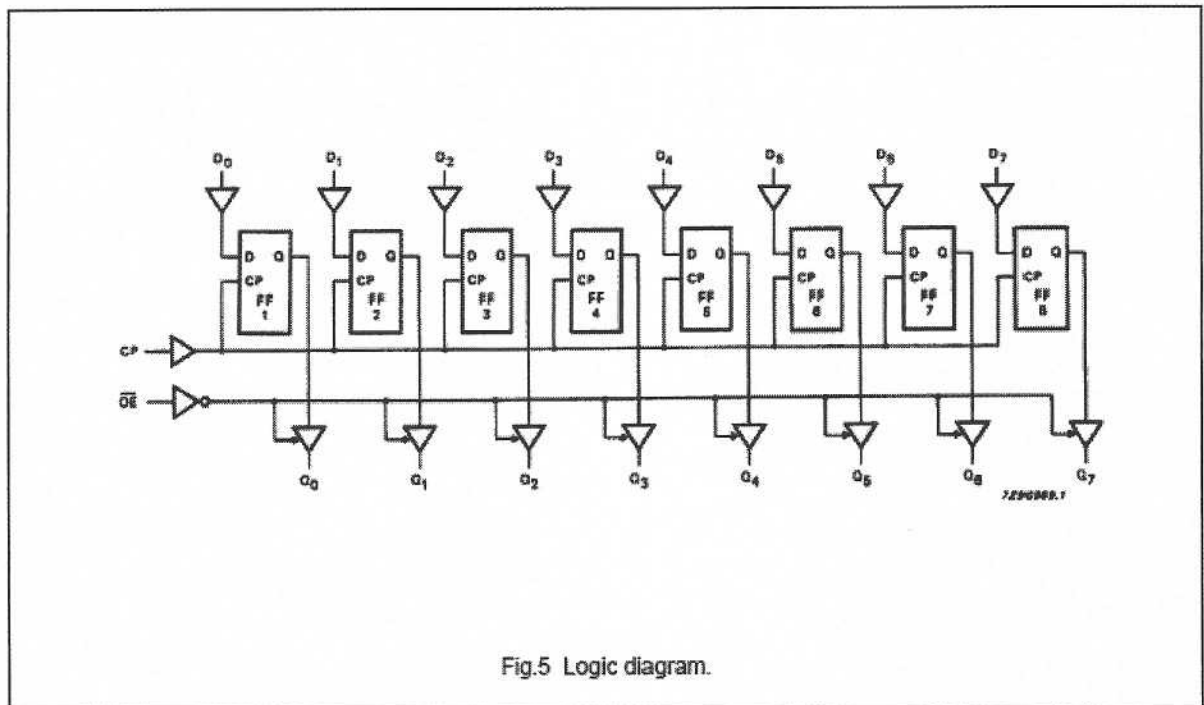 D0 D1 D2 D3 D4 D5 D6 D7
D Q D Q D Q D Q D Q D Q D Q D Q
CP CP CP CP CP CP CP CP
FF FF FF FF FF FF FF FF
1 2 3 4 5 6 7 8
CP
OE
Q0 Q1 Q2 Q3 Q4 Q5 Q6 Q7
Fig.5 Logic diagram.